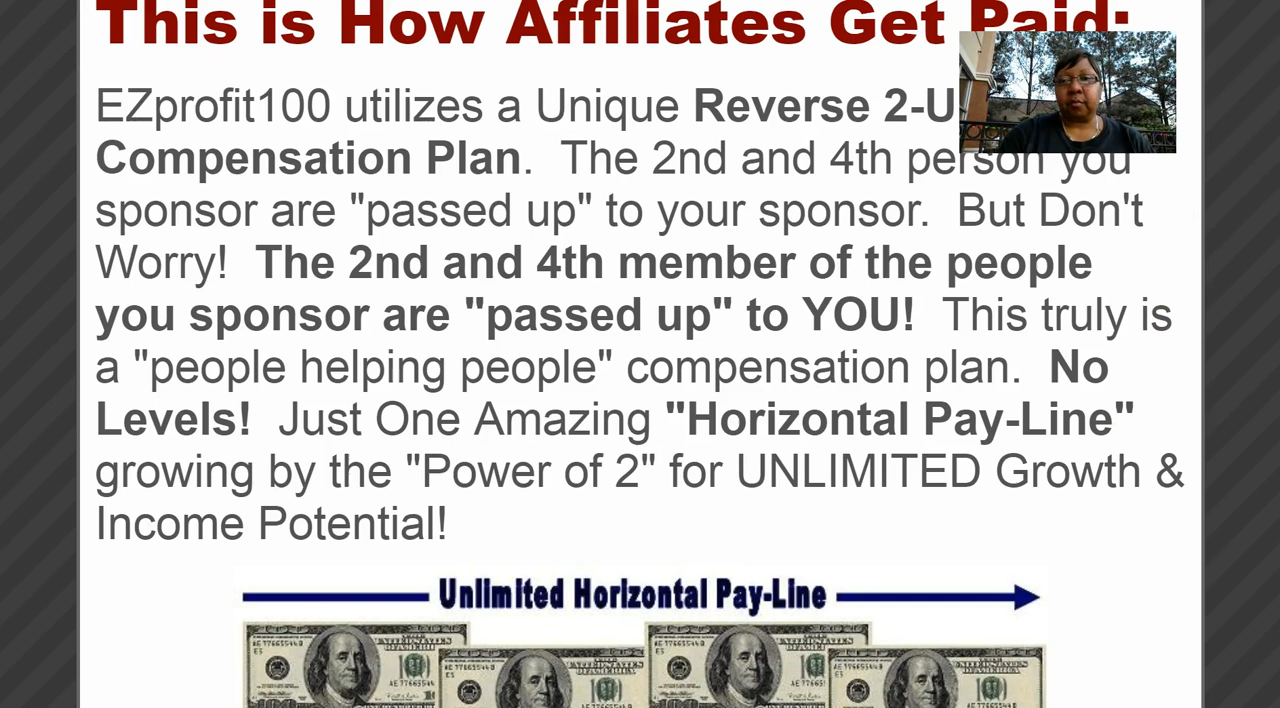 This is How Affiliates Get Paid:
EZprofit100 utilizes a Unique Reverse 2-U
Compensation Plan. The 2nd and 4th person you
sponsor are "passed up" to your sponsor. But Don't
Worry! The 2nd and 4th member of the people
you sponsor are "passed up" to YOU! This truly is
a "people helping people" compensation plan. No
Levels! Just One Amazing "Horizontal Pay-Line"
growing by the "Power of 2" for UNLIMITED Growth &
Income Potential!
Unlimited Horizontal Pay-Line